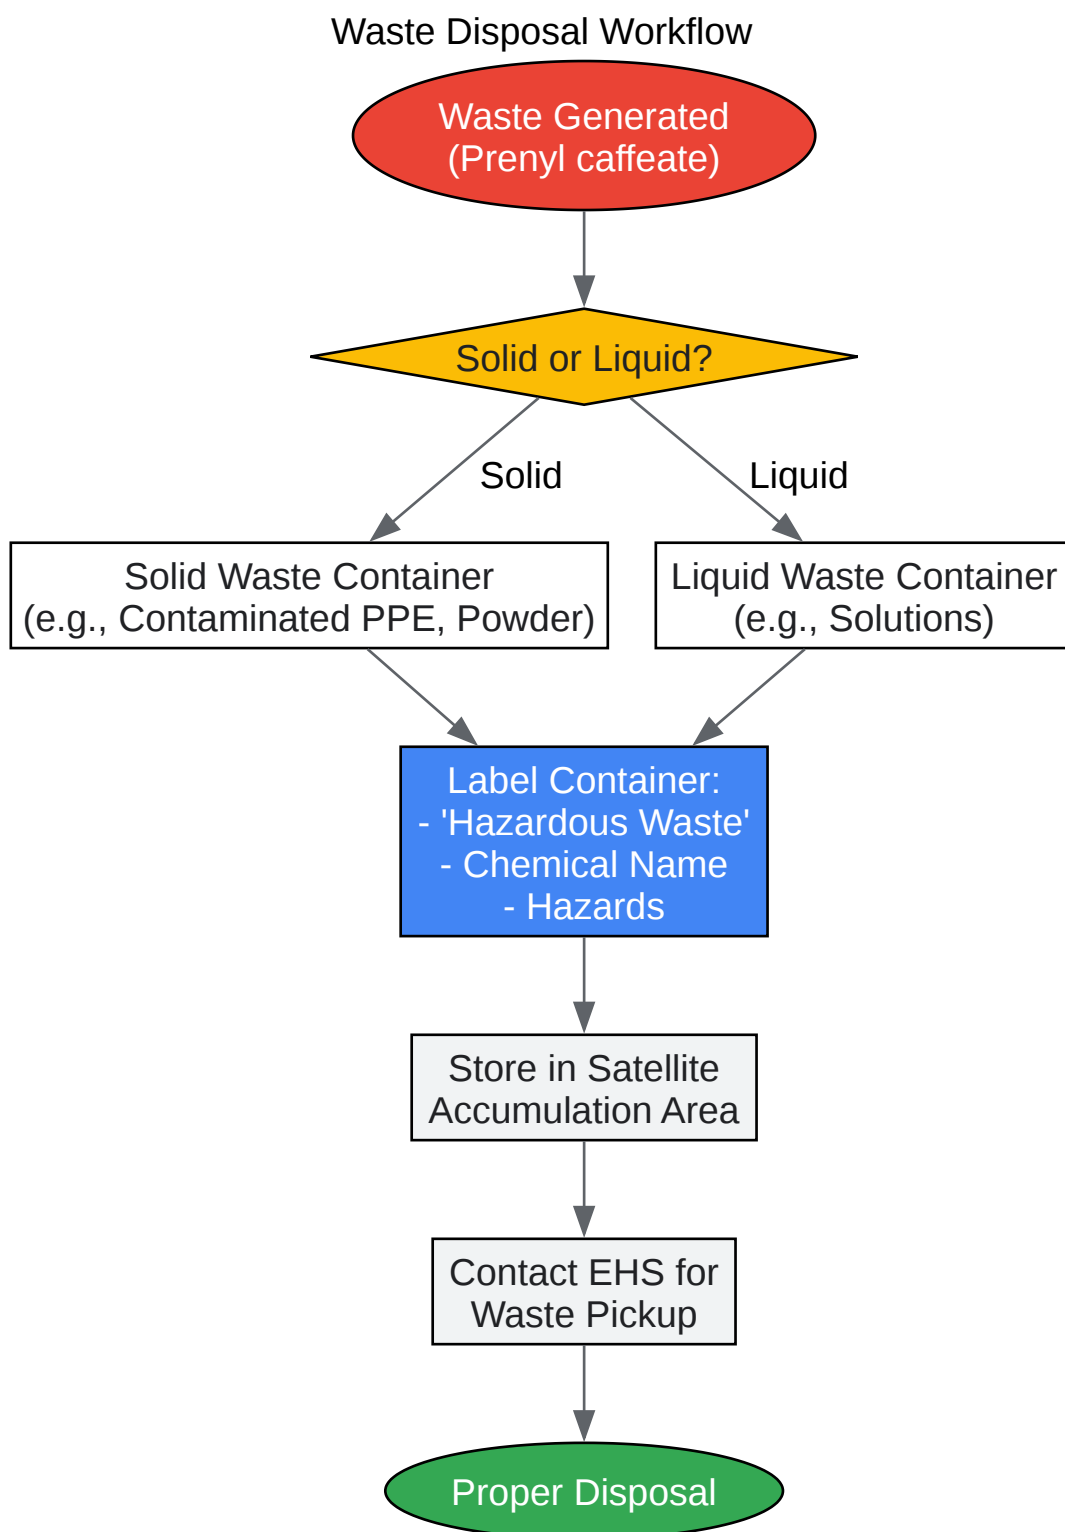 Waste Disposal Workflow
Waste Generated
(Prenyl caffeate)
Solid or Liquid?
Solid
Liquid
Solid Waste Container
(e.g., Contaminated PPE, Powder)
Liquid Waste Container
(e.g., Solutions)
Label Container:
- 'Hazardous Waste'
- Chemical Name
- Hazards
Store in Satellite
Accumulation Area
Contact EHS for
Waste Pickup
Proper Disposal